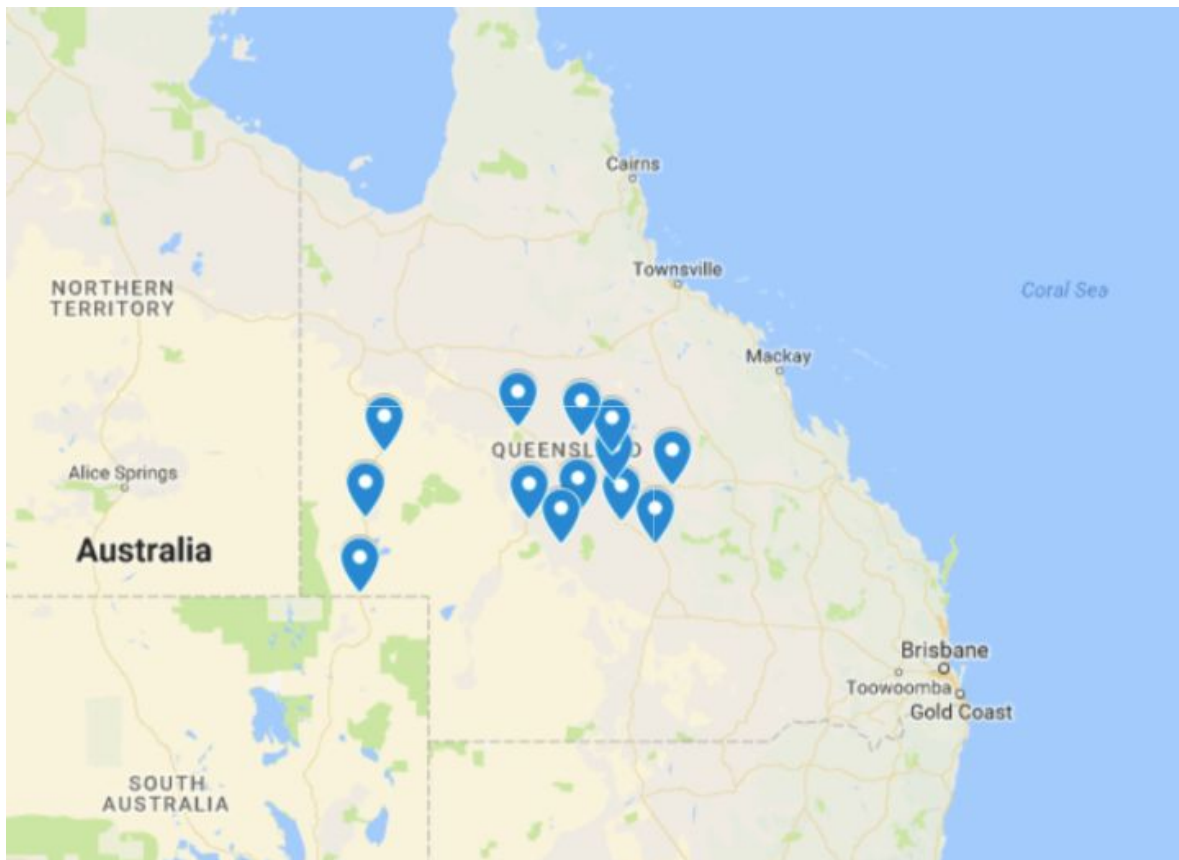 Cairns
Townsville
NORTHERN
TERRITORY
Coral Sea
Mackay
QUEENSL
D
Alice Springs
Australia
Brisbane
Toowoomba
Gold Coast
SOUTH
AUSTRALIA